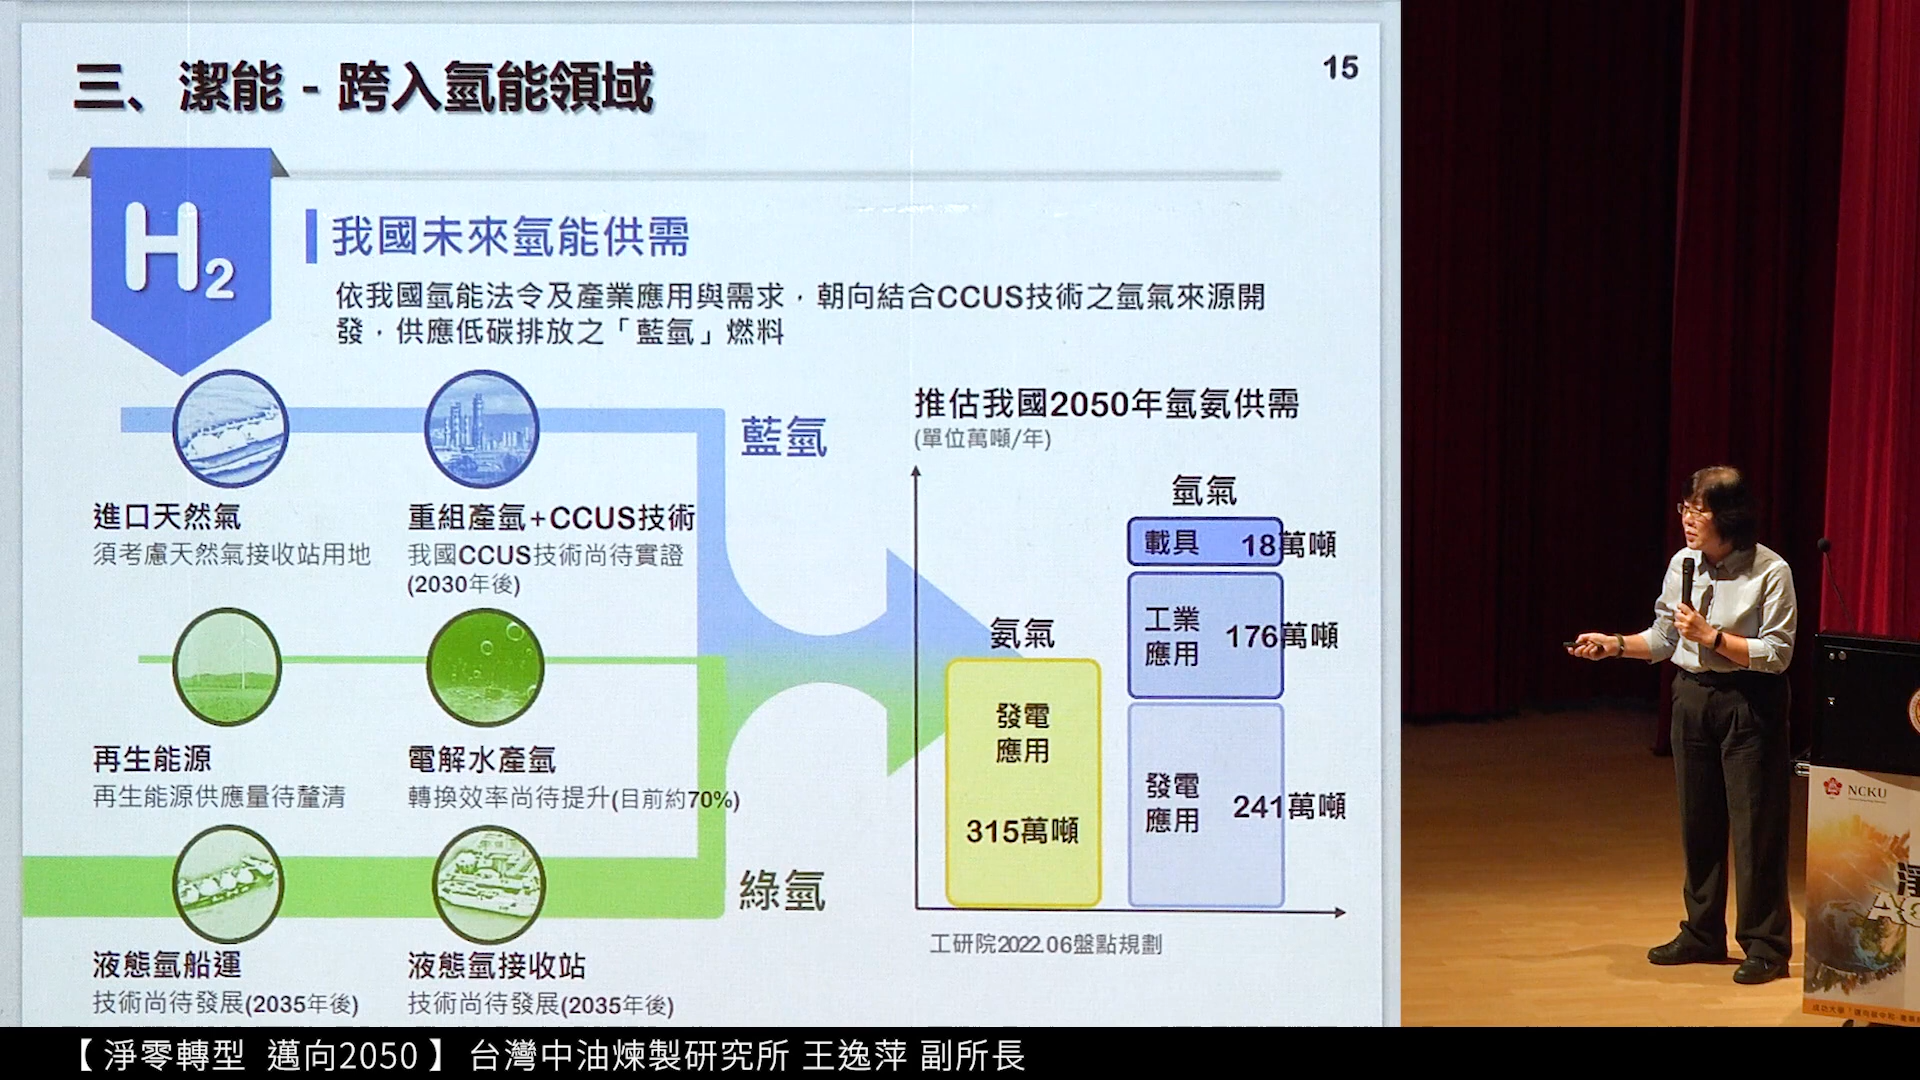 三、潔能 - 跨入氫能領域
15
H2
我國未來氫能供需
依我國氫能法令及產業應用與需求，朝向結合CCUS技術之氫氣來源開
發，供應低碳排放之「藍氫」燃料
藍氫
進口天然氣
須考慮天然氣接收站用地
重組產氫+CCUS技術
我國CCUS技術尚待實證
(2030年後)
再生能源
再生能源供應量待釐清
電解水產氫
轉換效率尚待提升(目前約70%)
綠氫
液態氫船運
技術尚待發展(2035年後)
液態氫接收站
技術尚待發展(2035年後)
推估我國2050年氫氨供需
(單位萬噸/年)
氫氣
載具 18萬噸
工業
應用
176萬噸
發電
應用
241萬噸
氨氣
發電
應用
315萬噸
工研院2022.06盤點規劃
NCKU
【 淨零轉型 邁向2050 】 台灣中油煉製研究所 王逸萍 副所長